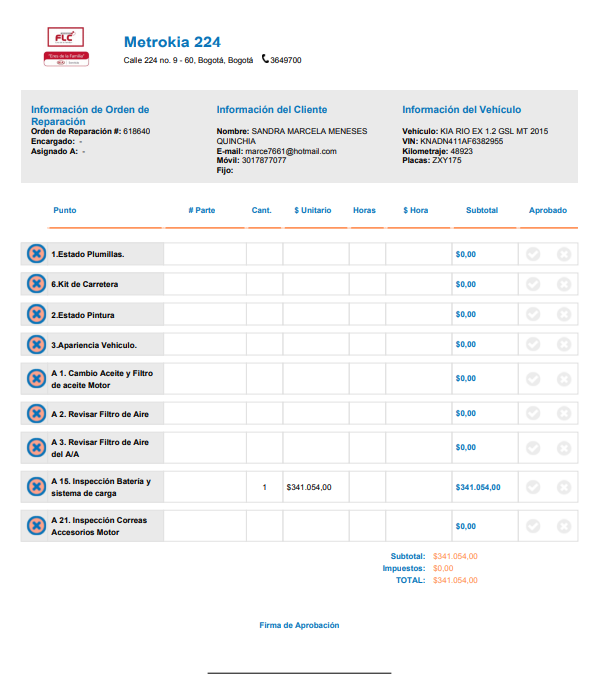 FLC
"Eres de la Familia"
Metrokia 224
Calle 224 no. 9 - 60, Bogotá, Bogotá 3649700
Información de Orden de Reparación
Orden de Reparación #: 618640
Encargado: -
Asignado A: -
Información del Cliente
Nombre: SANDRA MARCELA MENESES
QUINCHIA
E-mail: marce7661@hotmail.com
Móvil: 3017877077
Fijo:
Información del Vehículo
Vehículo: KIA RIO EX 1.2 GSL MT 2015
VIN: KNADN411AF6382955
Kilometraje: 48923
Placas: ZXY175
Punto # Parte Cant. $ Unitario Horas $ Hora Subtotal Aprobado
1.Estado Plumillas. $0,00
6.Kit de Carretera $0,00
2.Estado Pintura $0,00
3.Apariencia Vehículo. $0,00
A 1. Cambio Aceite y Filtro
de aceite Motor $0,00
A 2. Revisar Filtro de Aire $0,00
A 3. Revisar Filtro de Aire
del A/A $0,00
A 15. Inspección Batería y
sistema de carga 1 $341.054,00 $341.054,00
A 21. Inspección Correas
Accesorios Motor $0,00
Subtotal: $341.054,00
Impuestos: $0,00
TOTAL: $341.054,00
Firma de Aprobación